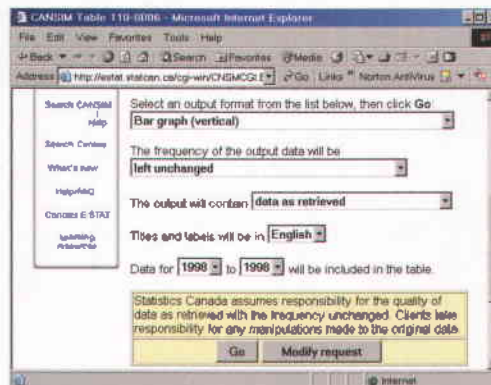 CANSIM Table 110-0006 - Microsoft Internet Explorer
File Edit View Favorites Tools Help
Back Search Favorites Media
Address http://estat.statcan.ca/cgi-win/CNSMCGI.E Go Links Norton AntiVirus
Search CANSIM
|
Help
Search Census
What's new
Help/FAQ
Canada E-STAT
Learning
resources
Select an output format from the list below, then click Go:
Bar graph (vertical)
The frequency of the output data will be
left unchanged
The output will contain data as retrieved
Titles and labels will be in English
Data for 1998 to 1998 will be included in the table.
Statistics Canada assumes responsibility for the quality of
data as retrieved with the frequency unchanged. Clients take
responsibility for any manipulations made to the original data.
Go Modify request
Internet